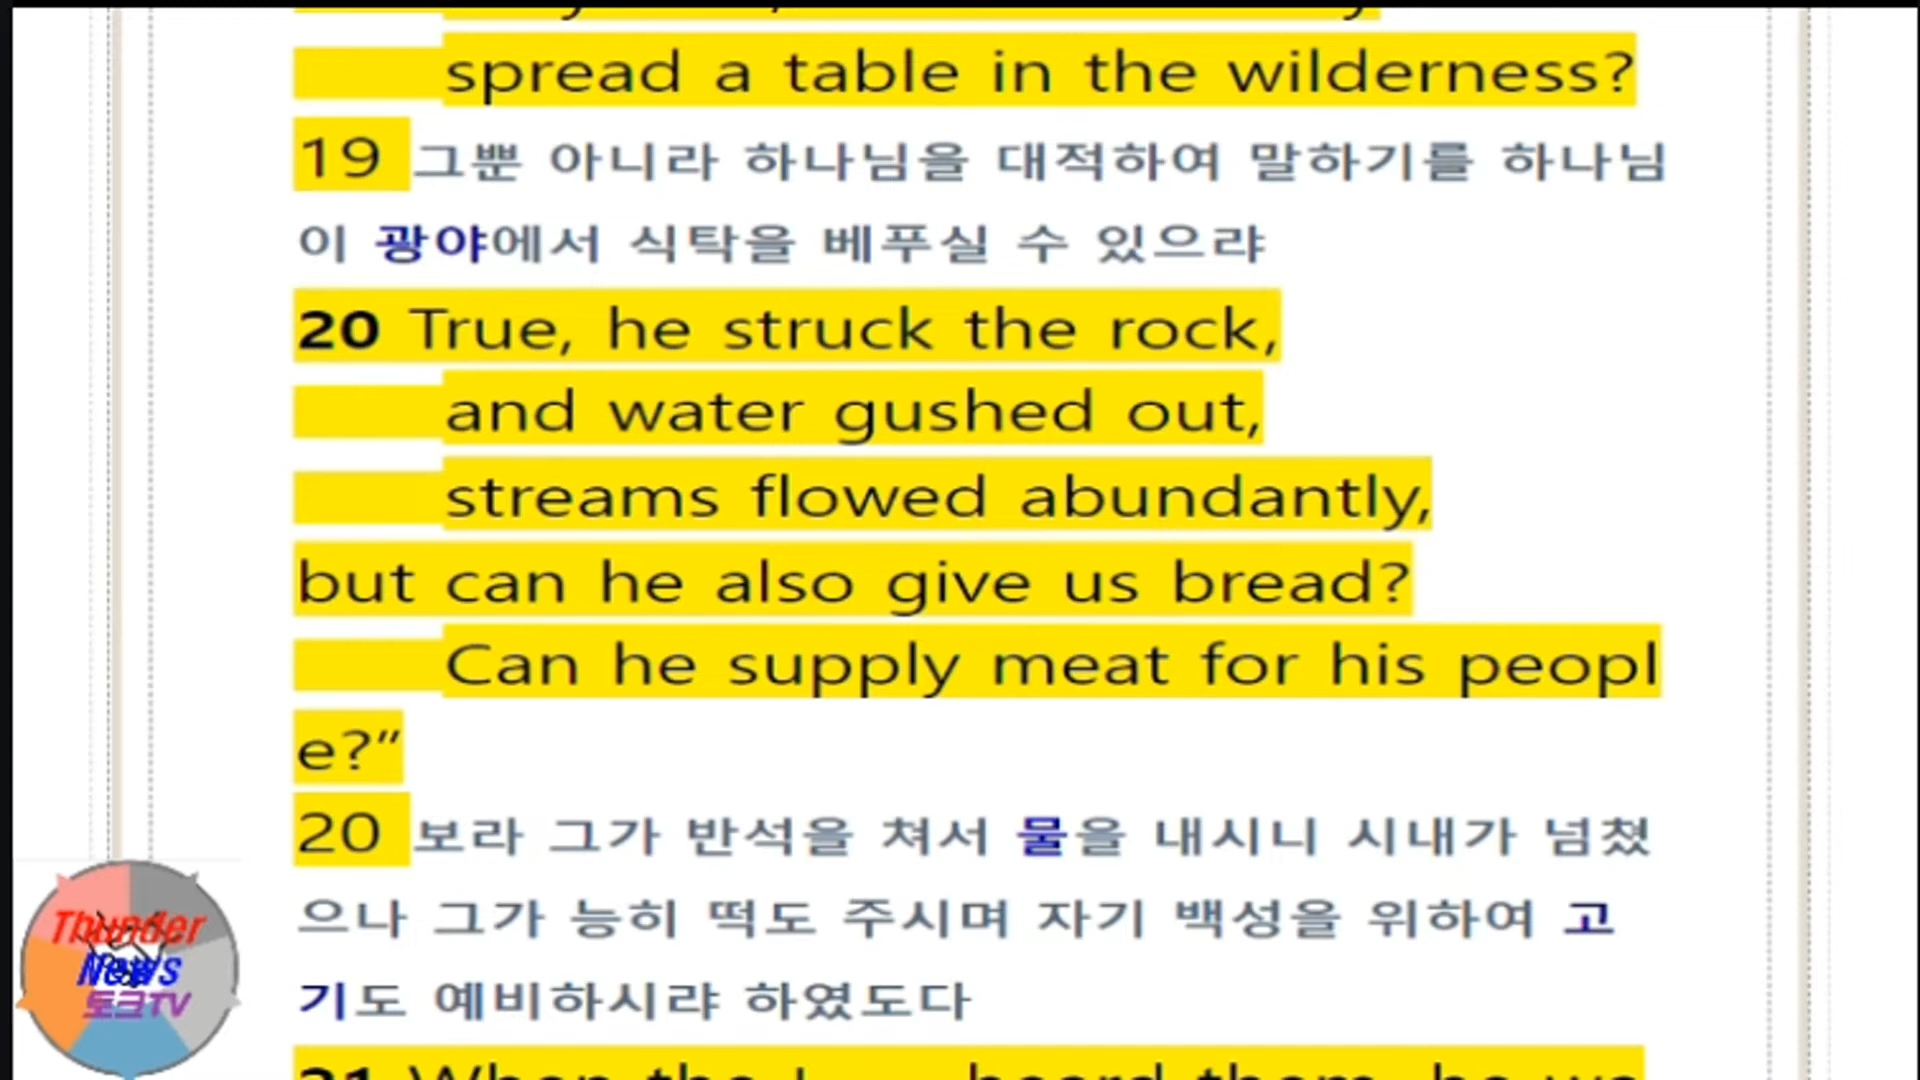 spread a table in the wilderness?
19 그뿐 아니라 하나님을 대적하여 말하기를 하나님
이 광야에서 식탁을 베푸실 수 있으랴
20 True, he struck the rock,
and water gushed out,
streams flowed abundantly,
but can he also give us bread?
Can he supply meat for his peopl
e?”
20 보라 그가 반석을 쳐서 물을 내시니 시내가 넘쳤
으나 그가 능히 떡도 주시며 자기 백성을 위하여 고
기도 예비하시랴 하였도다
21 When the heard them, he
Thunder
News
토크TV